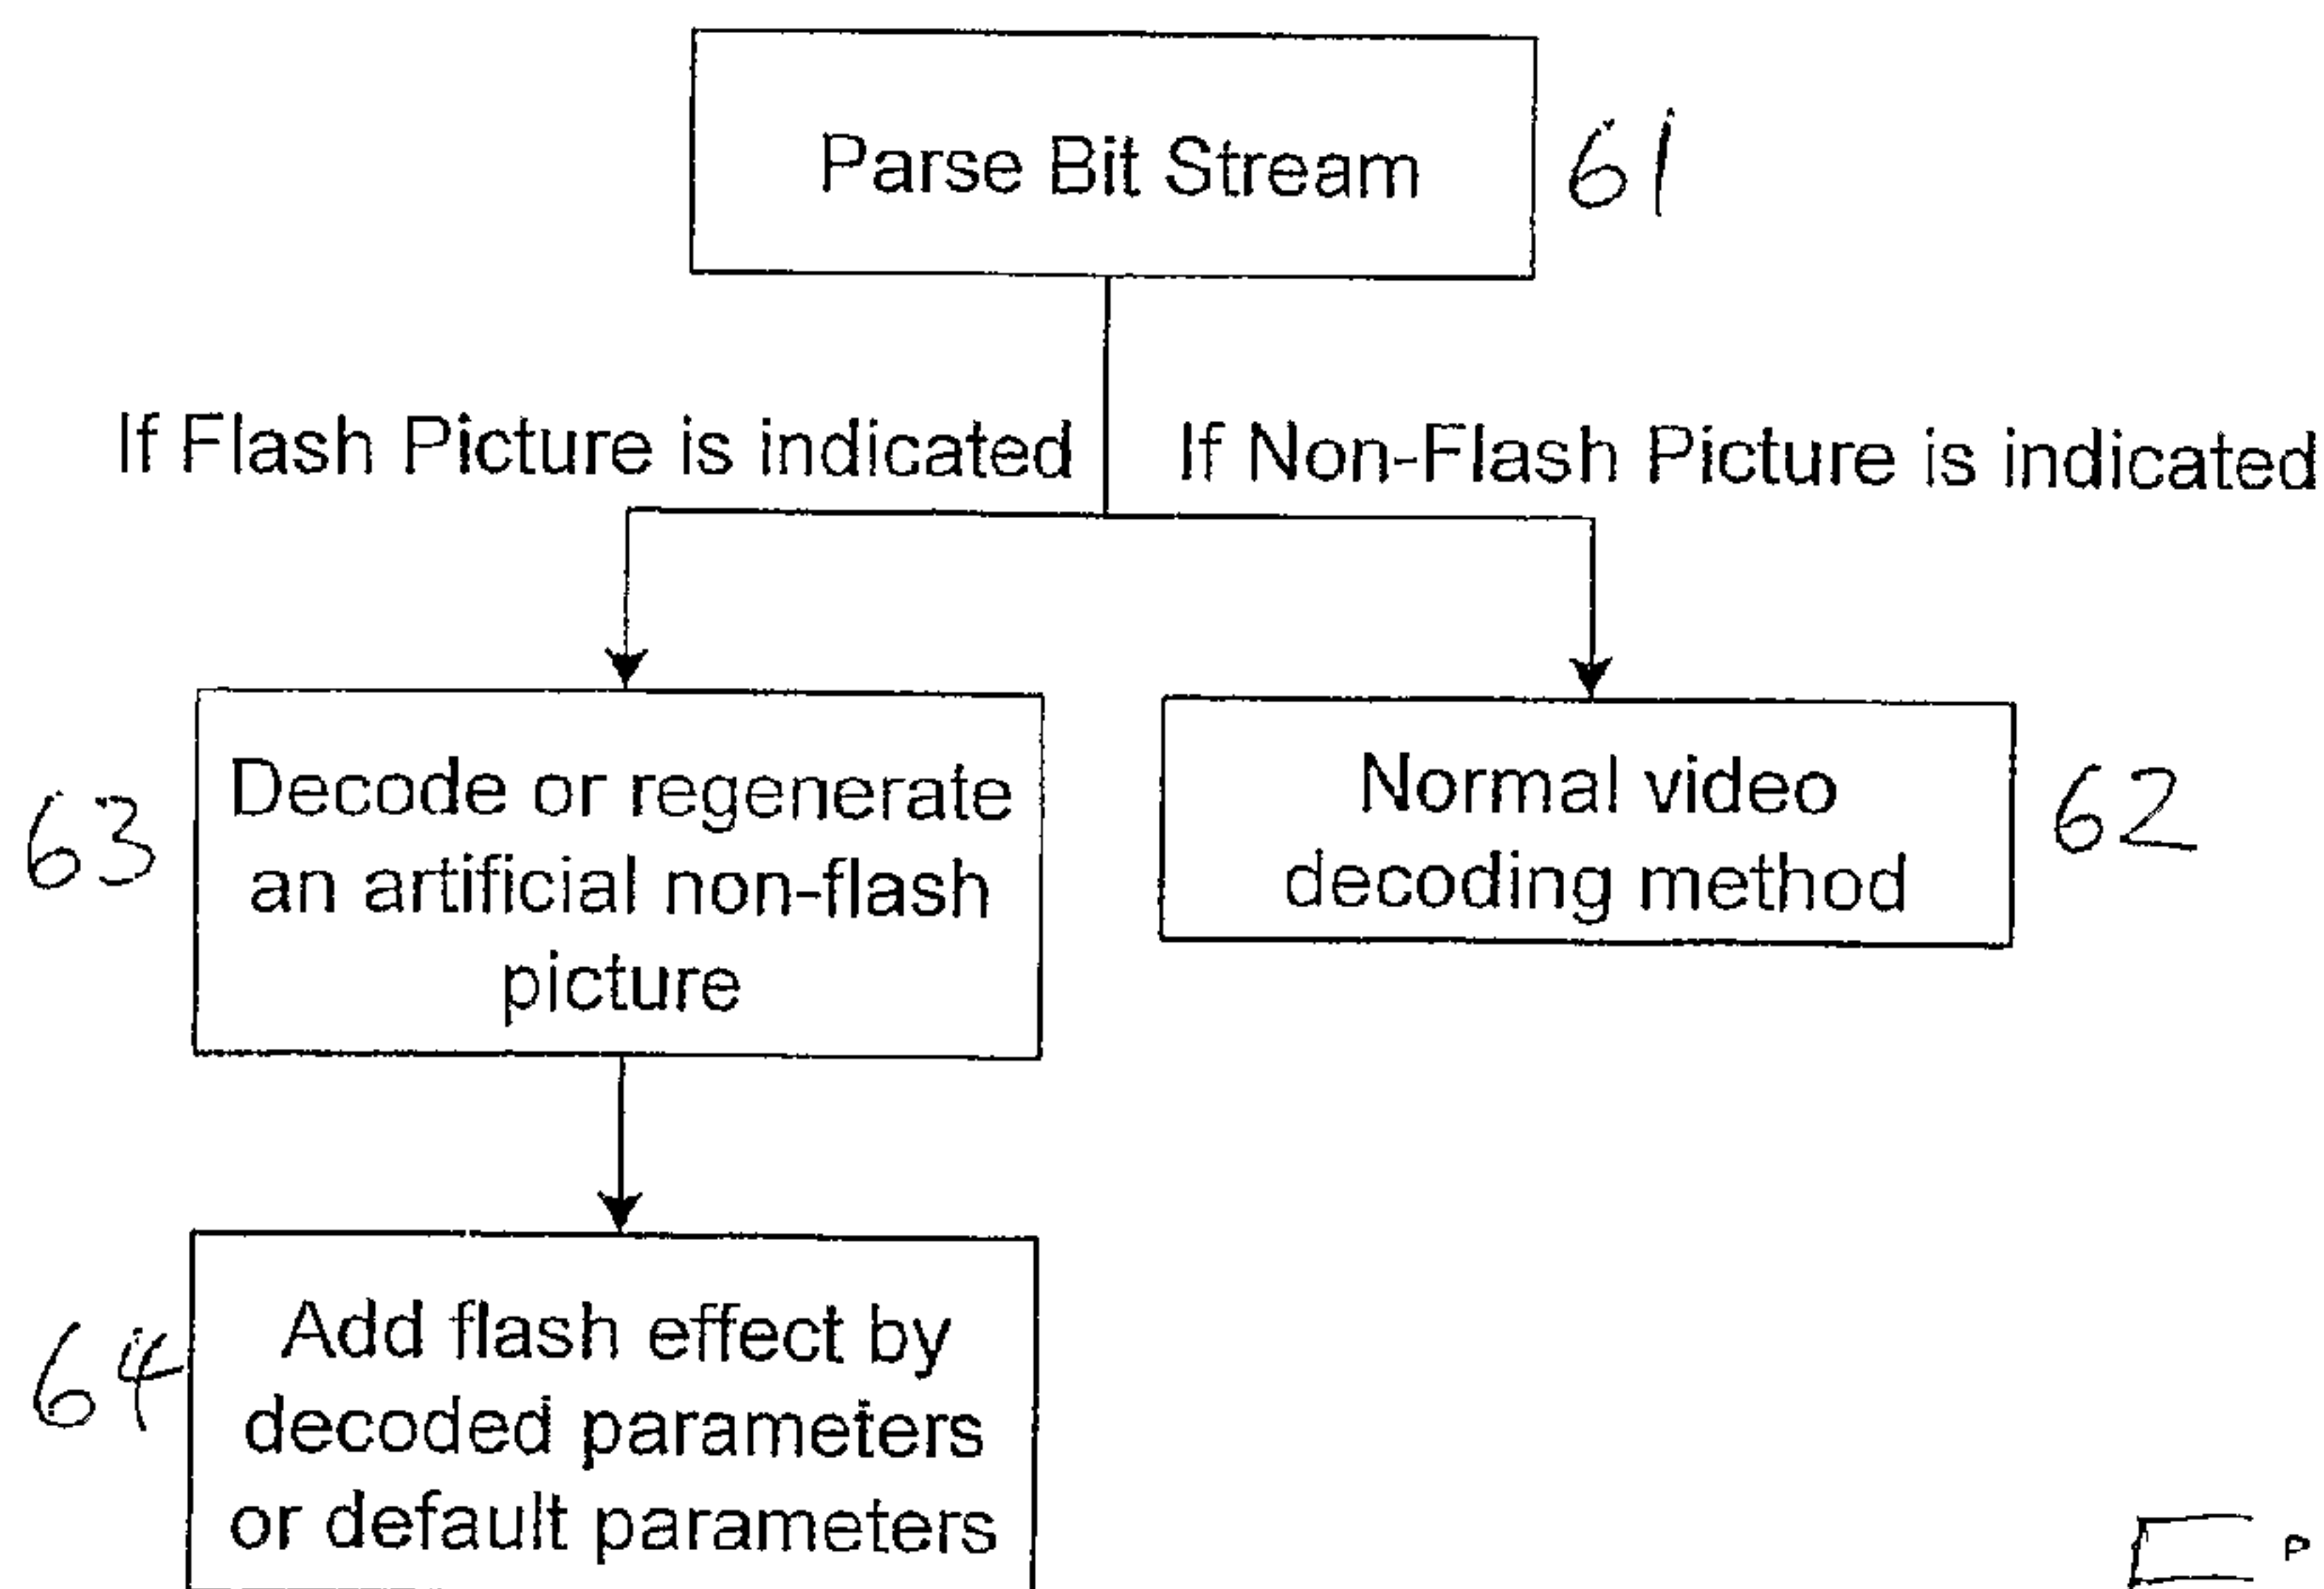 Parse Bit Stream
61
If Flash Picture is indicated
If Non-Flash Picture is indicated
63
Decode or regenerate
an artificial non-flash
picture
Normal video
decoding method
62
64
Add flash effect by
decoded parameters
or default parameters